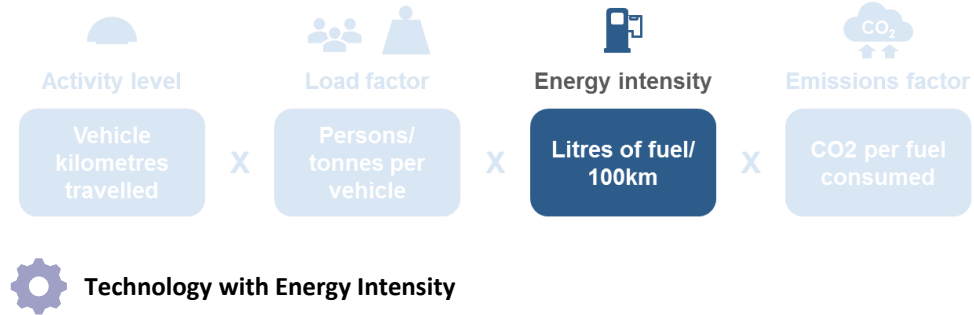 CO2
Activity level
Load factor
Energy intensity
Emissions factor
Vehicle
kilometres
travelled
X
Persons/
tonnes per
vehicle
X
Litres of fuel/
100km
X
CO2 per fuel
consumed
Technology with Energy Intensity